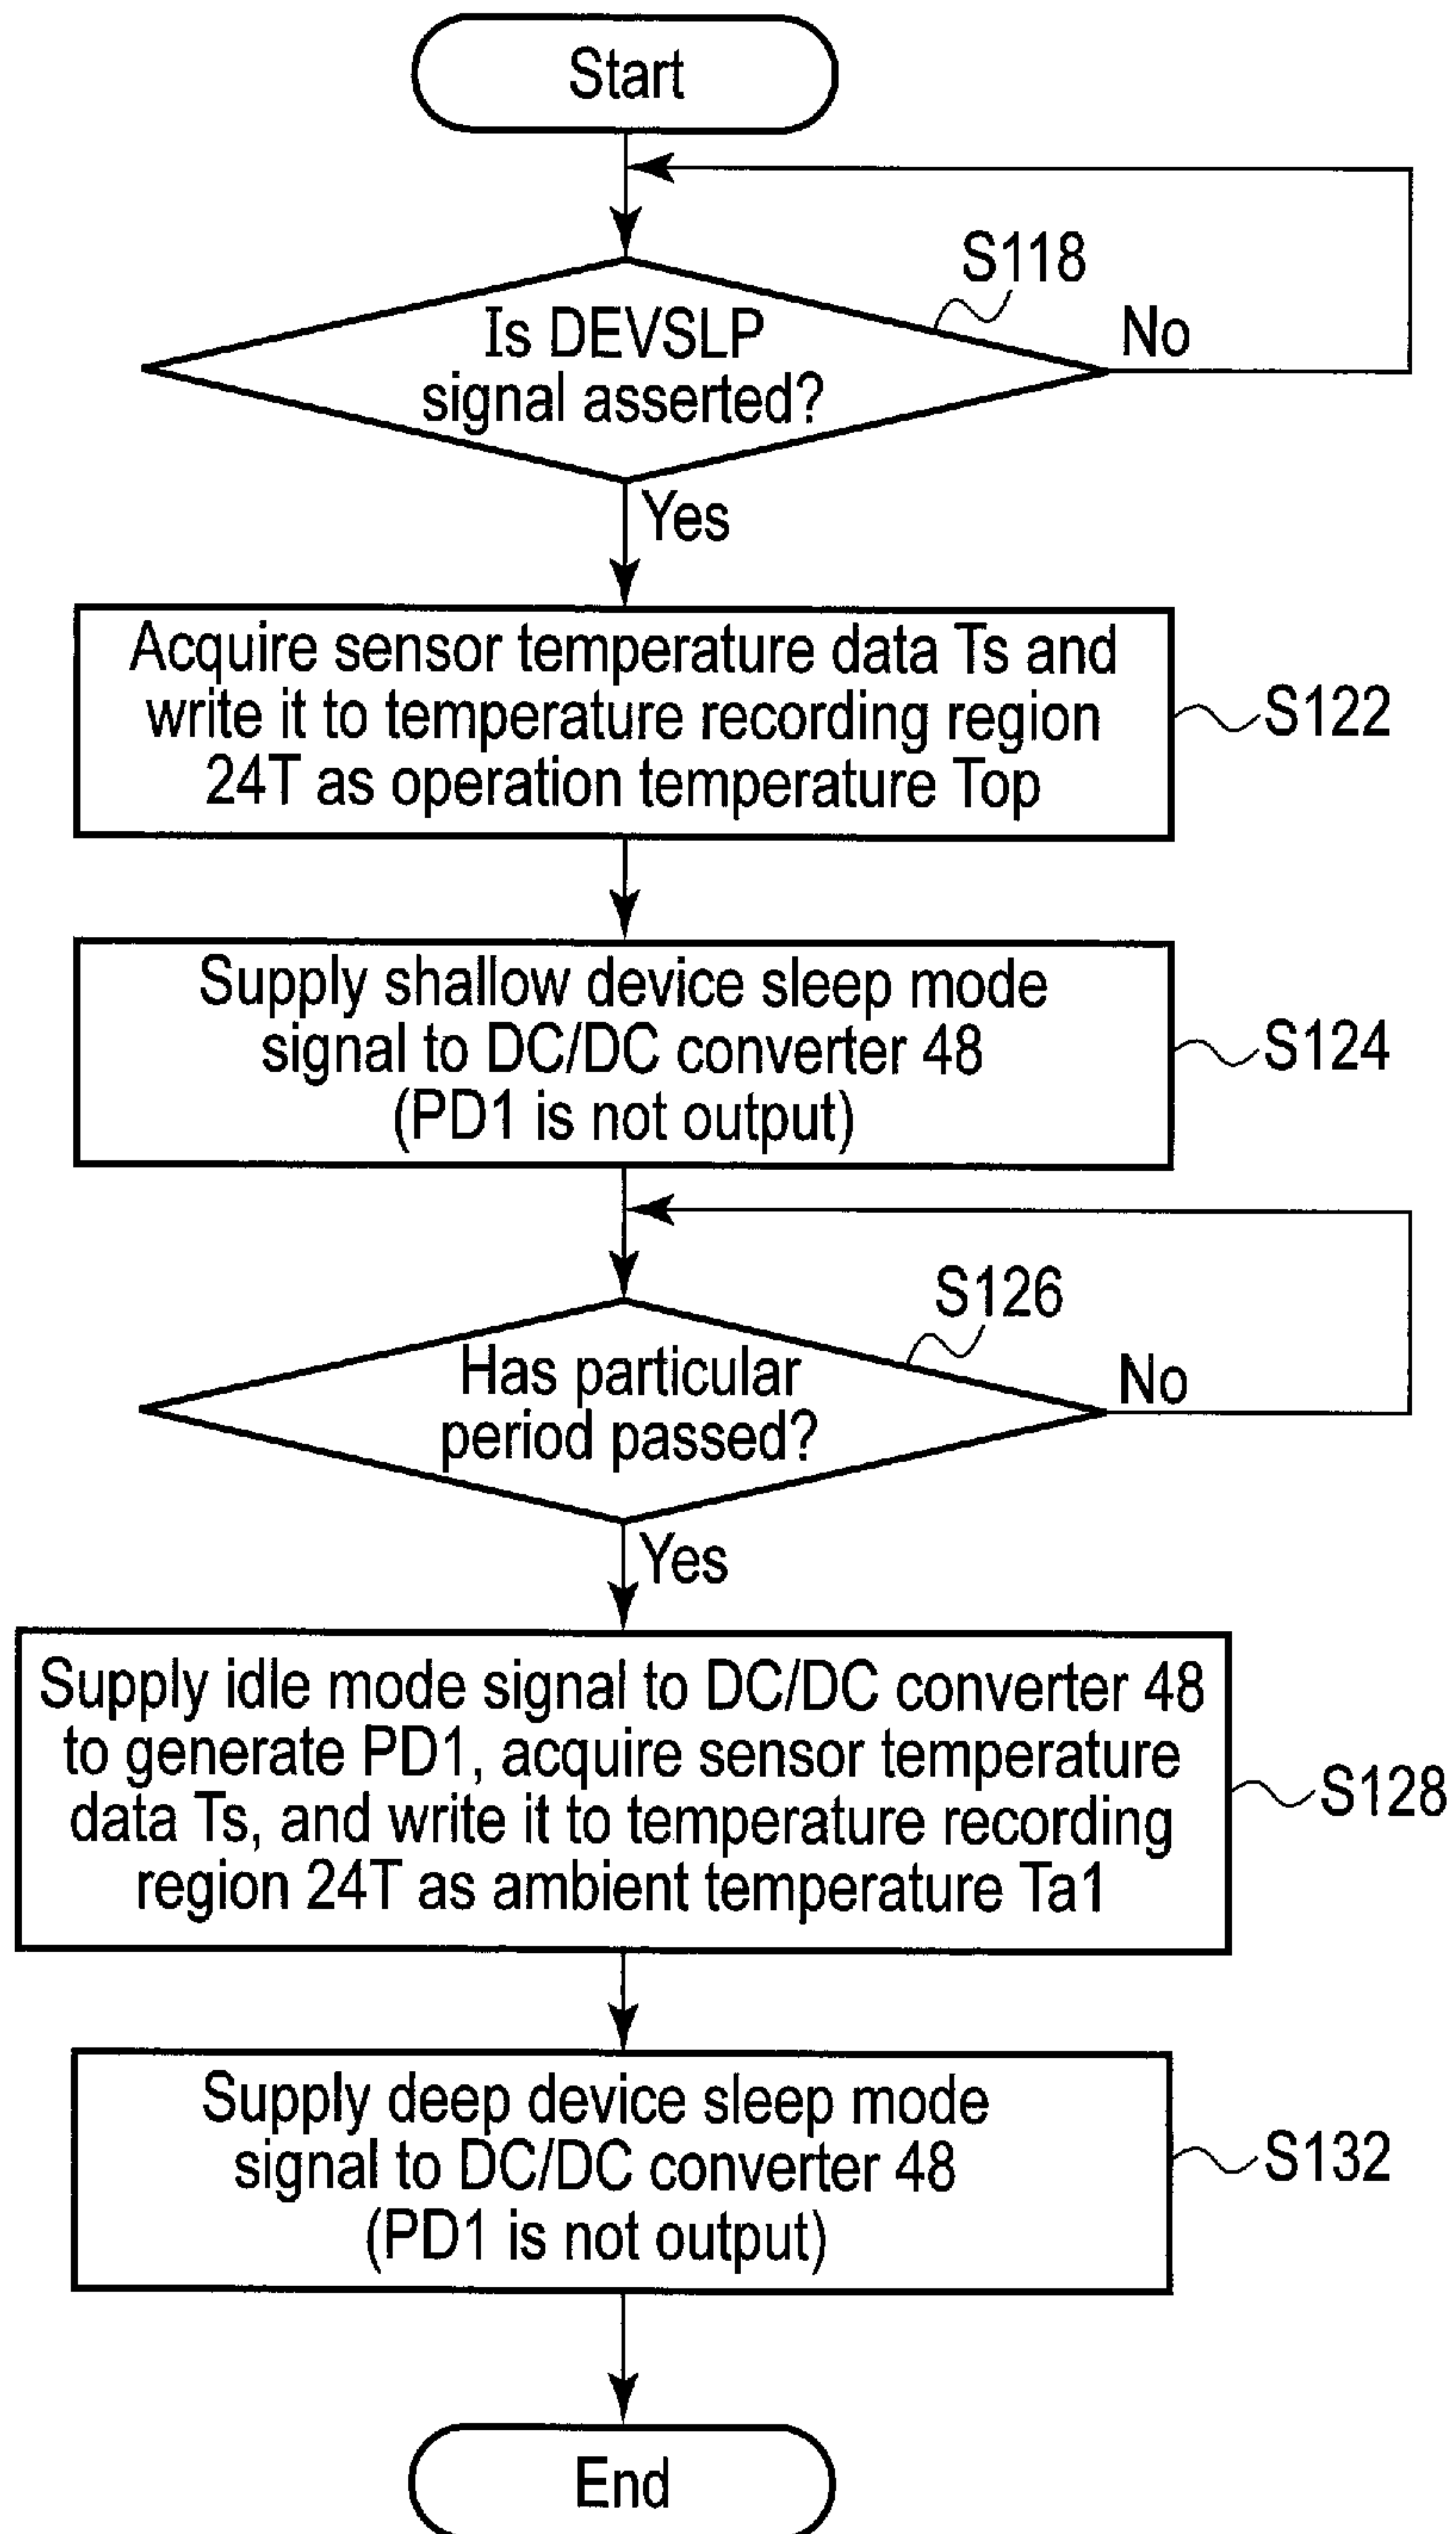 Start
S118
Is DEVSLP
signal asserted?
No
Yes
Acquire sensor temperature data Ts and
write it to temperature recording region
24T as operation temperature Top
S122
Supply shallow device sleep mode
signal to DC/DC converter 48
(PD1 is not output)
S124
S126
Has particular
period passed?
No
Yes
Supply idle mode signal to DC/DC converter 48
to generate PD1, acquire sensor temperature
data Ts, and write it to temperature recording
region 24T as ambient temperature Ta1
S128
Supply deep device sleep mode
signal to DC/DC converter 48
(PD1 is not output)
S132
End